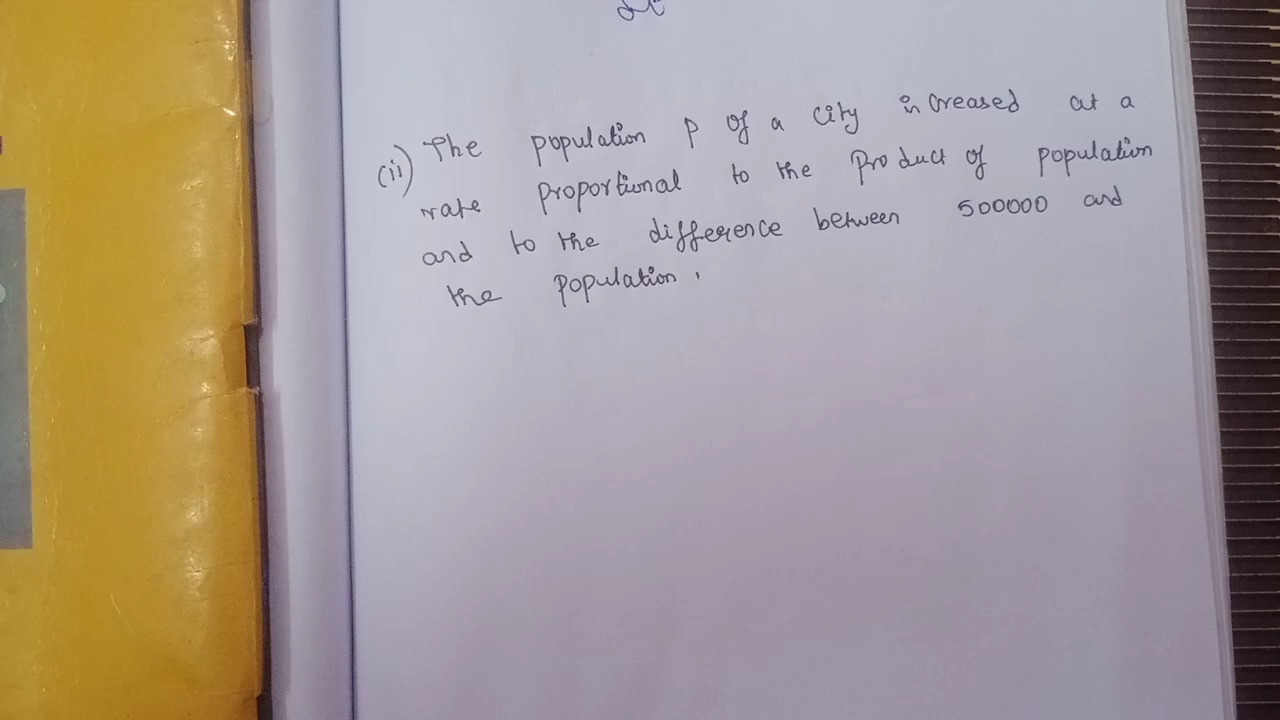 (ii) The population P of a city increased at a
rate proportional to the Product of population
and to the difference between 500000 and
the population.